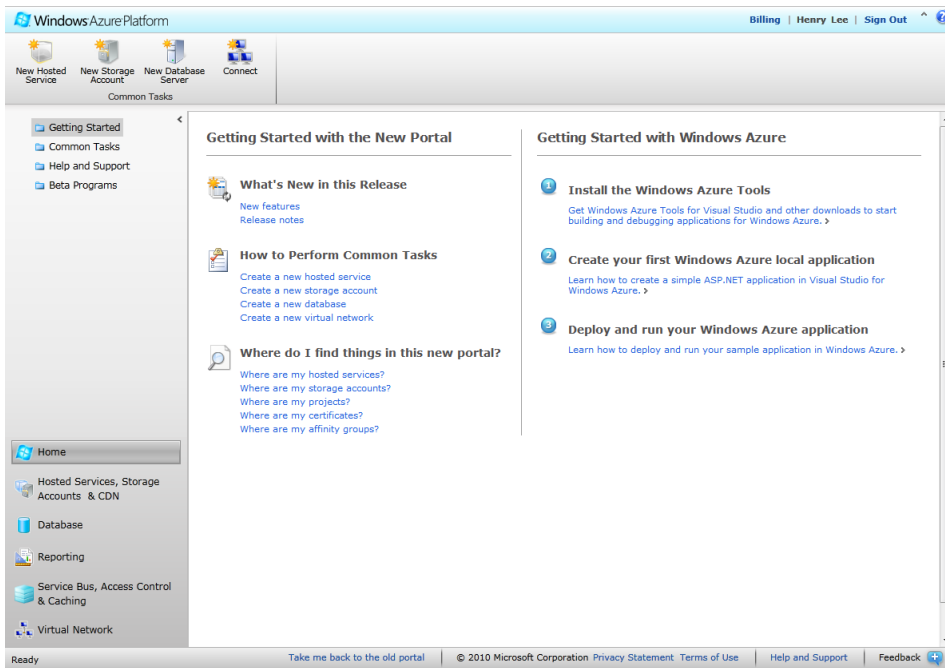 Windows Azure Platform
Billing | Henry Lee | Sign Out
New Hosted Service
New Storage Account
New Database Server
Connect
Common Tasks
Getting Started
Common Tasks
Help and Support
Beta Programs
Home
Hosted Services, Storage
Accounts & CDN
Database
Reporting
Service Bus, Access Control
& Caching
Virtual Network
Getting Started with the New Portal
What's New in this Release
New features
Release notes
How to Perform Common Tasks
Create a new hosted service
Create a new storage account
Create a new database
Create a new virtual network
Where do I find things in this new portal?
Where are my hosted services?
Where are my storage accounts?
Where are my projects?
Where are my certificates?
Where are my affinity groups?
Getting Started with Windows Azure
1 Install the Windows Azure Tools
Get Windows Azure Tools for Visual Studio and other downloads to start
building and debugging applications for Windows Azure.
2 Create your first Windows Azure local application
Learn how to create a simple ASP.NET application in Visual Studio for
Windows Azure.
3 Deploy and run your Windows Azure application
Learn how to deploy and run your sample application in Windows Azure.
Ready
Take me back to the old portal
© 2010 Microsoft Corporation Privacy Statement Terms of Use
Help and Support
Feedback